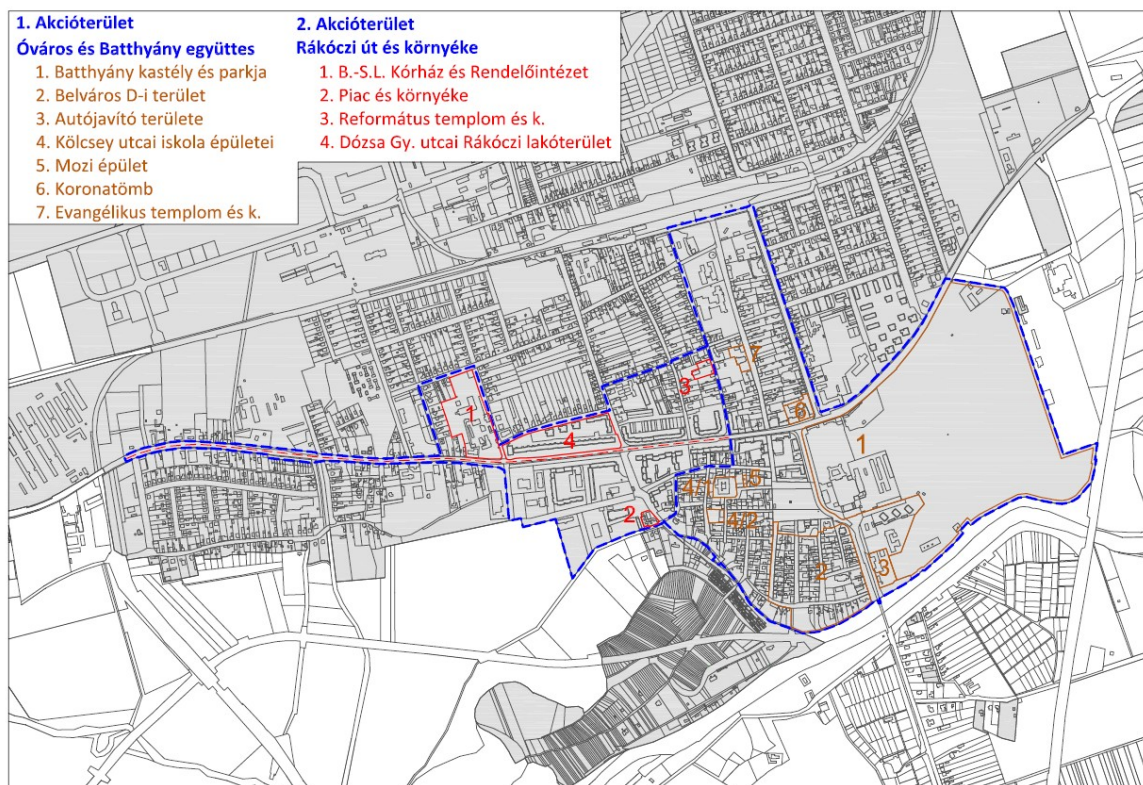 1. Akcióterület
Óváros és Batthyány együttes
1. Batthyány kastély és parkja
2. Belváros D-i terület
3. Autójavító területe
4. Kölcsey utcai iskola épületei
5. Mozi épület
6. Koronatömb
7. Evangélikus templom és k.
2. Akcióterület
Rákóczi út és környéke
1. B.-S.L. Kórház és Rendelőintézet
2. Piac és környéke
3. Református templom és k.
4. Dózsa Gy. utcai Rákóczi lakóterület
7
3
6
1
1
4
4/1
5
2
4/2
2
3